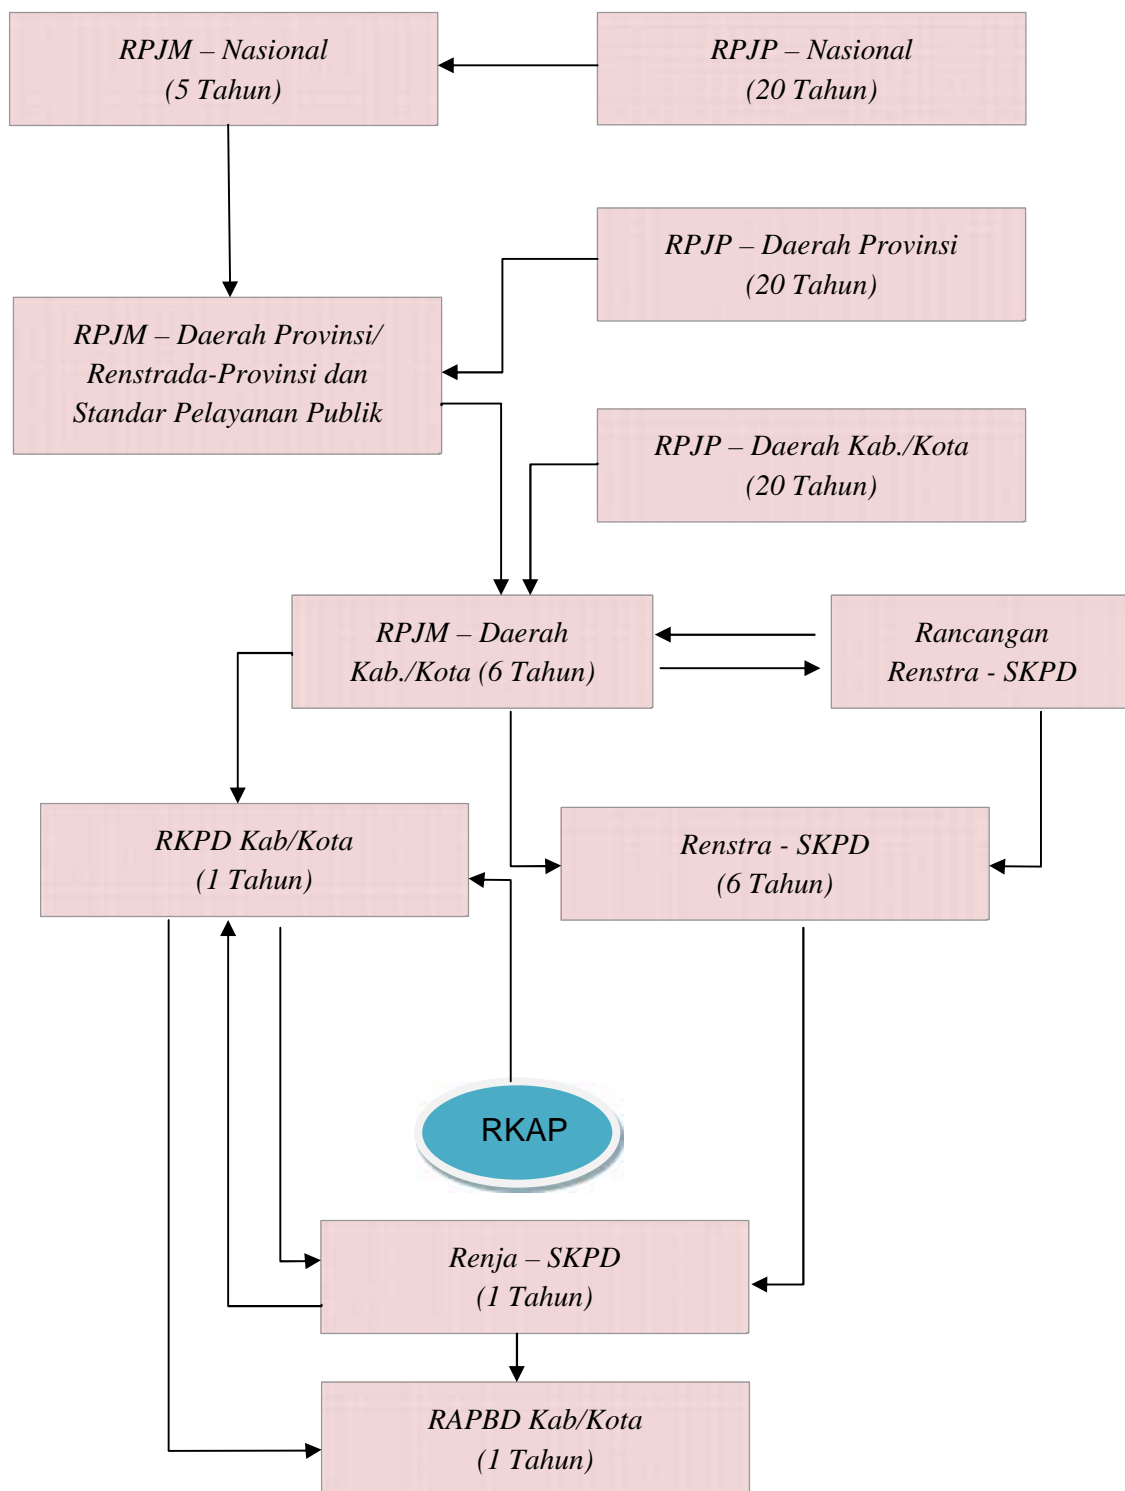 RPJM – Nasional
(5 Tahun)
RPJP – Nasional
(20 Tahun)
RPJP – Daerah Provinsi
(20 Tahun)
RPJM – Daerah Provinsi/
Renstrada-Provinsi dan
Standar Pelayanan Publik
RPJP – Daerah Kab./Kota
(20 Tahun)
RPJM – Daerah
Kab./Kota (6 Tahun)
Rancangan
Renstra - SKPD
RKPD Kab/Kota
(1 Tahun)
Renstra - SKPD
(6 Tahun)
RKAP
Renja – SKPD
(1 Tahun)
RAPBD Kab/Kota
(1 Tahun)